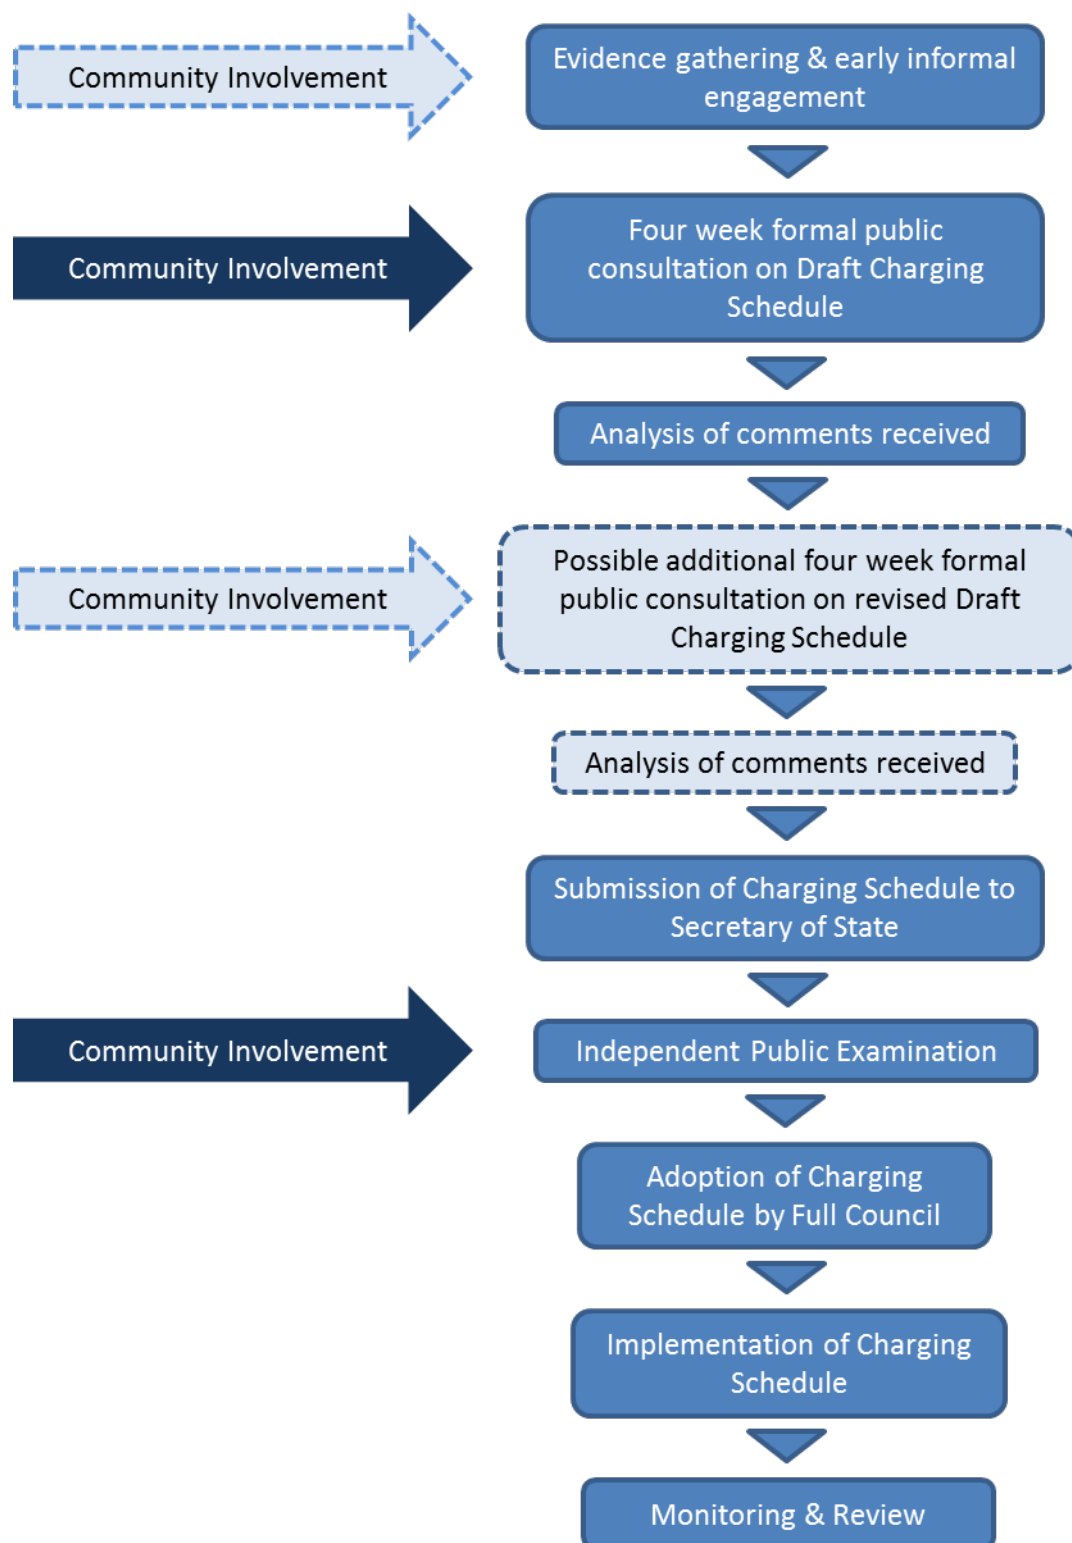 Community Involvement
Evidence gathering & early informal
engagement
Community Involvement
Four week formal public
consultation on Draft Charging
Schedule
Analysis of comments received
Community Involvement
Possible additional four week formal
public consultation on revised Draft
Charging Schedule
Analysis of comments received
Submission of Charging Schedule to
Secretary of State
Community Involvement
Independent Public Examination
Adoption of Charging
Schedule by Full Council
Implementation of Charging
Schedule
Monitoring & Review